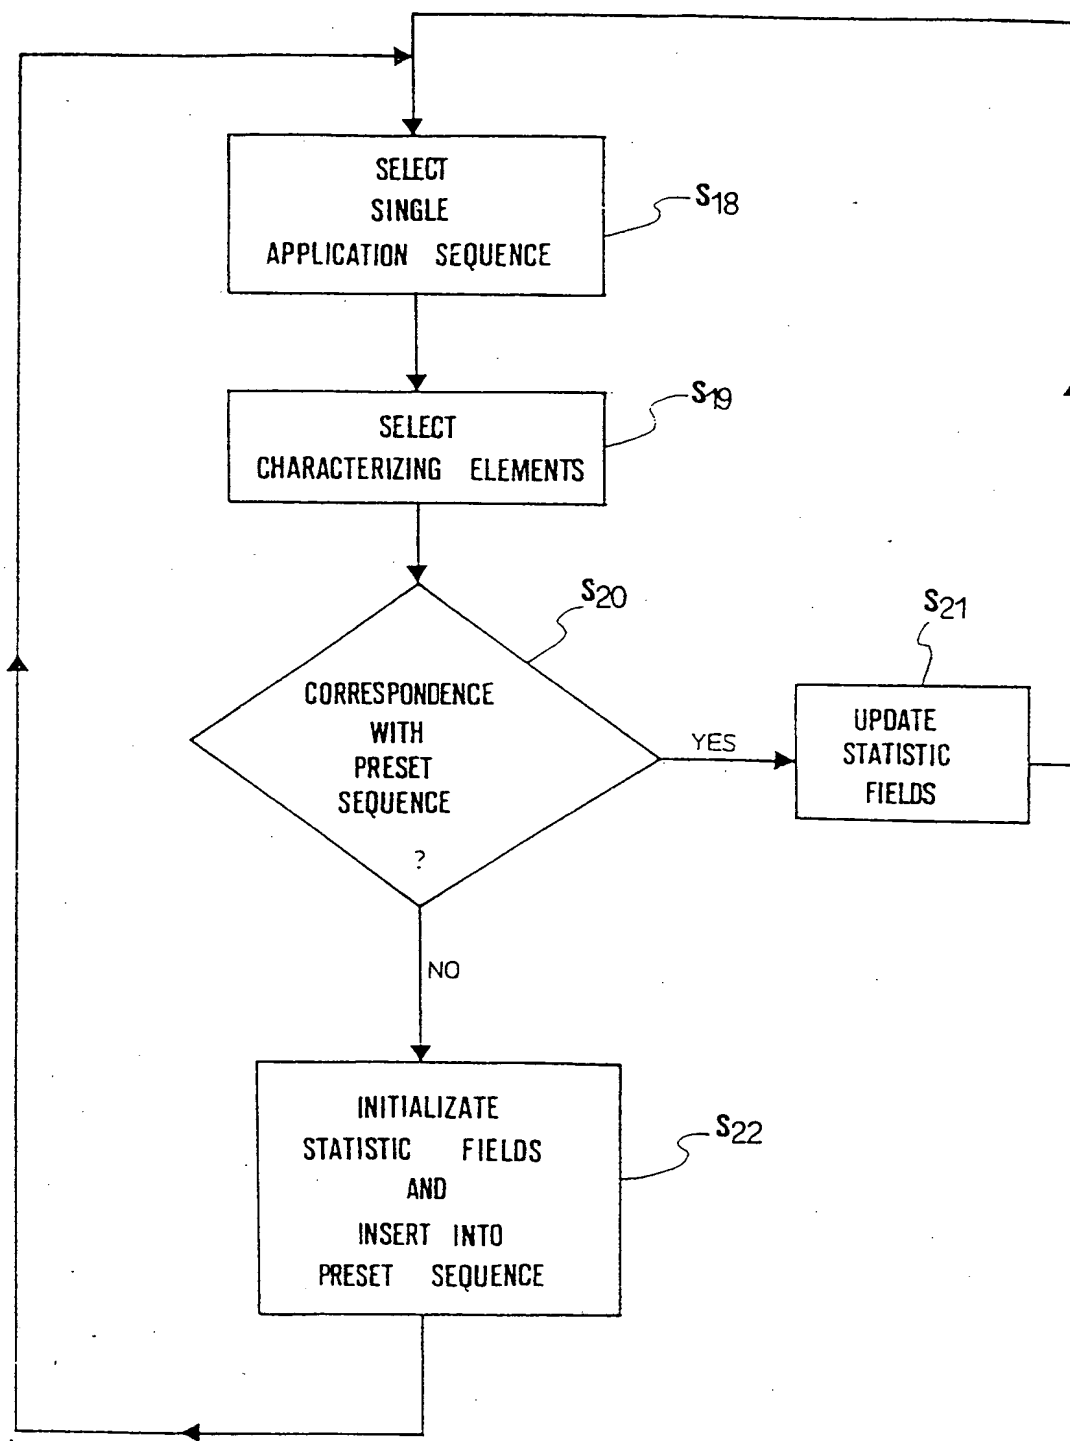 SELECT
SINGLE
APPLICATION SEQUENCE
S18
SELECT
CHARACTERIZING ELEMENTS
S19
CORRESPONDENCE
WITH
PRESET
SEQUENCE
?
S20
YES
UPDATE
STATISTIC
FIELDS
S21
NO
INITIALIZATE
STATISTIC FIELDS
AND
INSERT INTO
PRESET SEQUENCE
S22